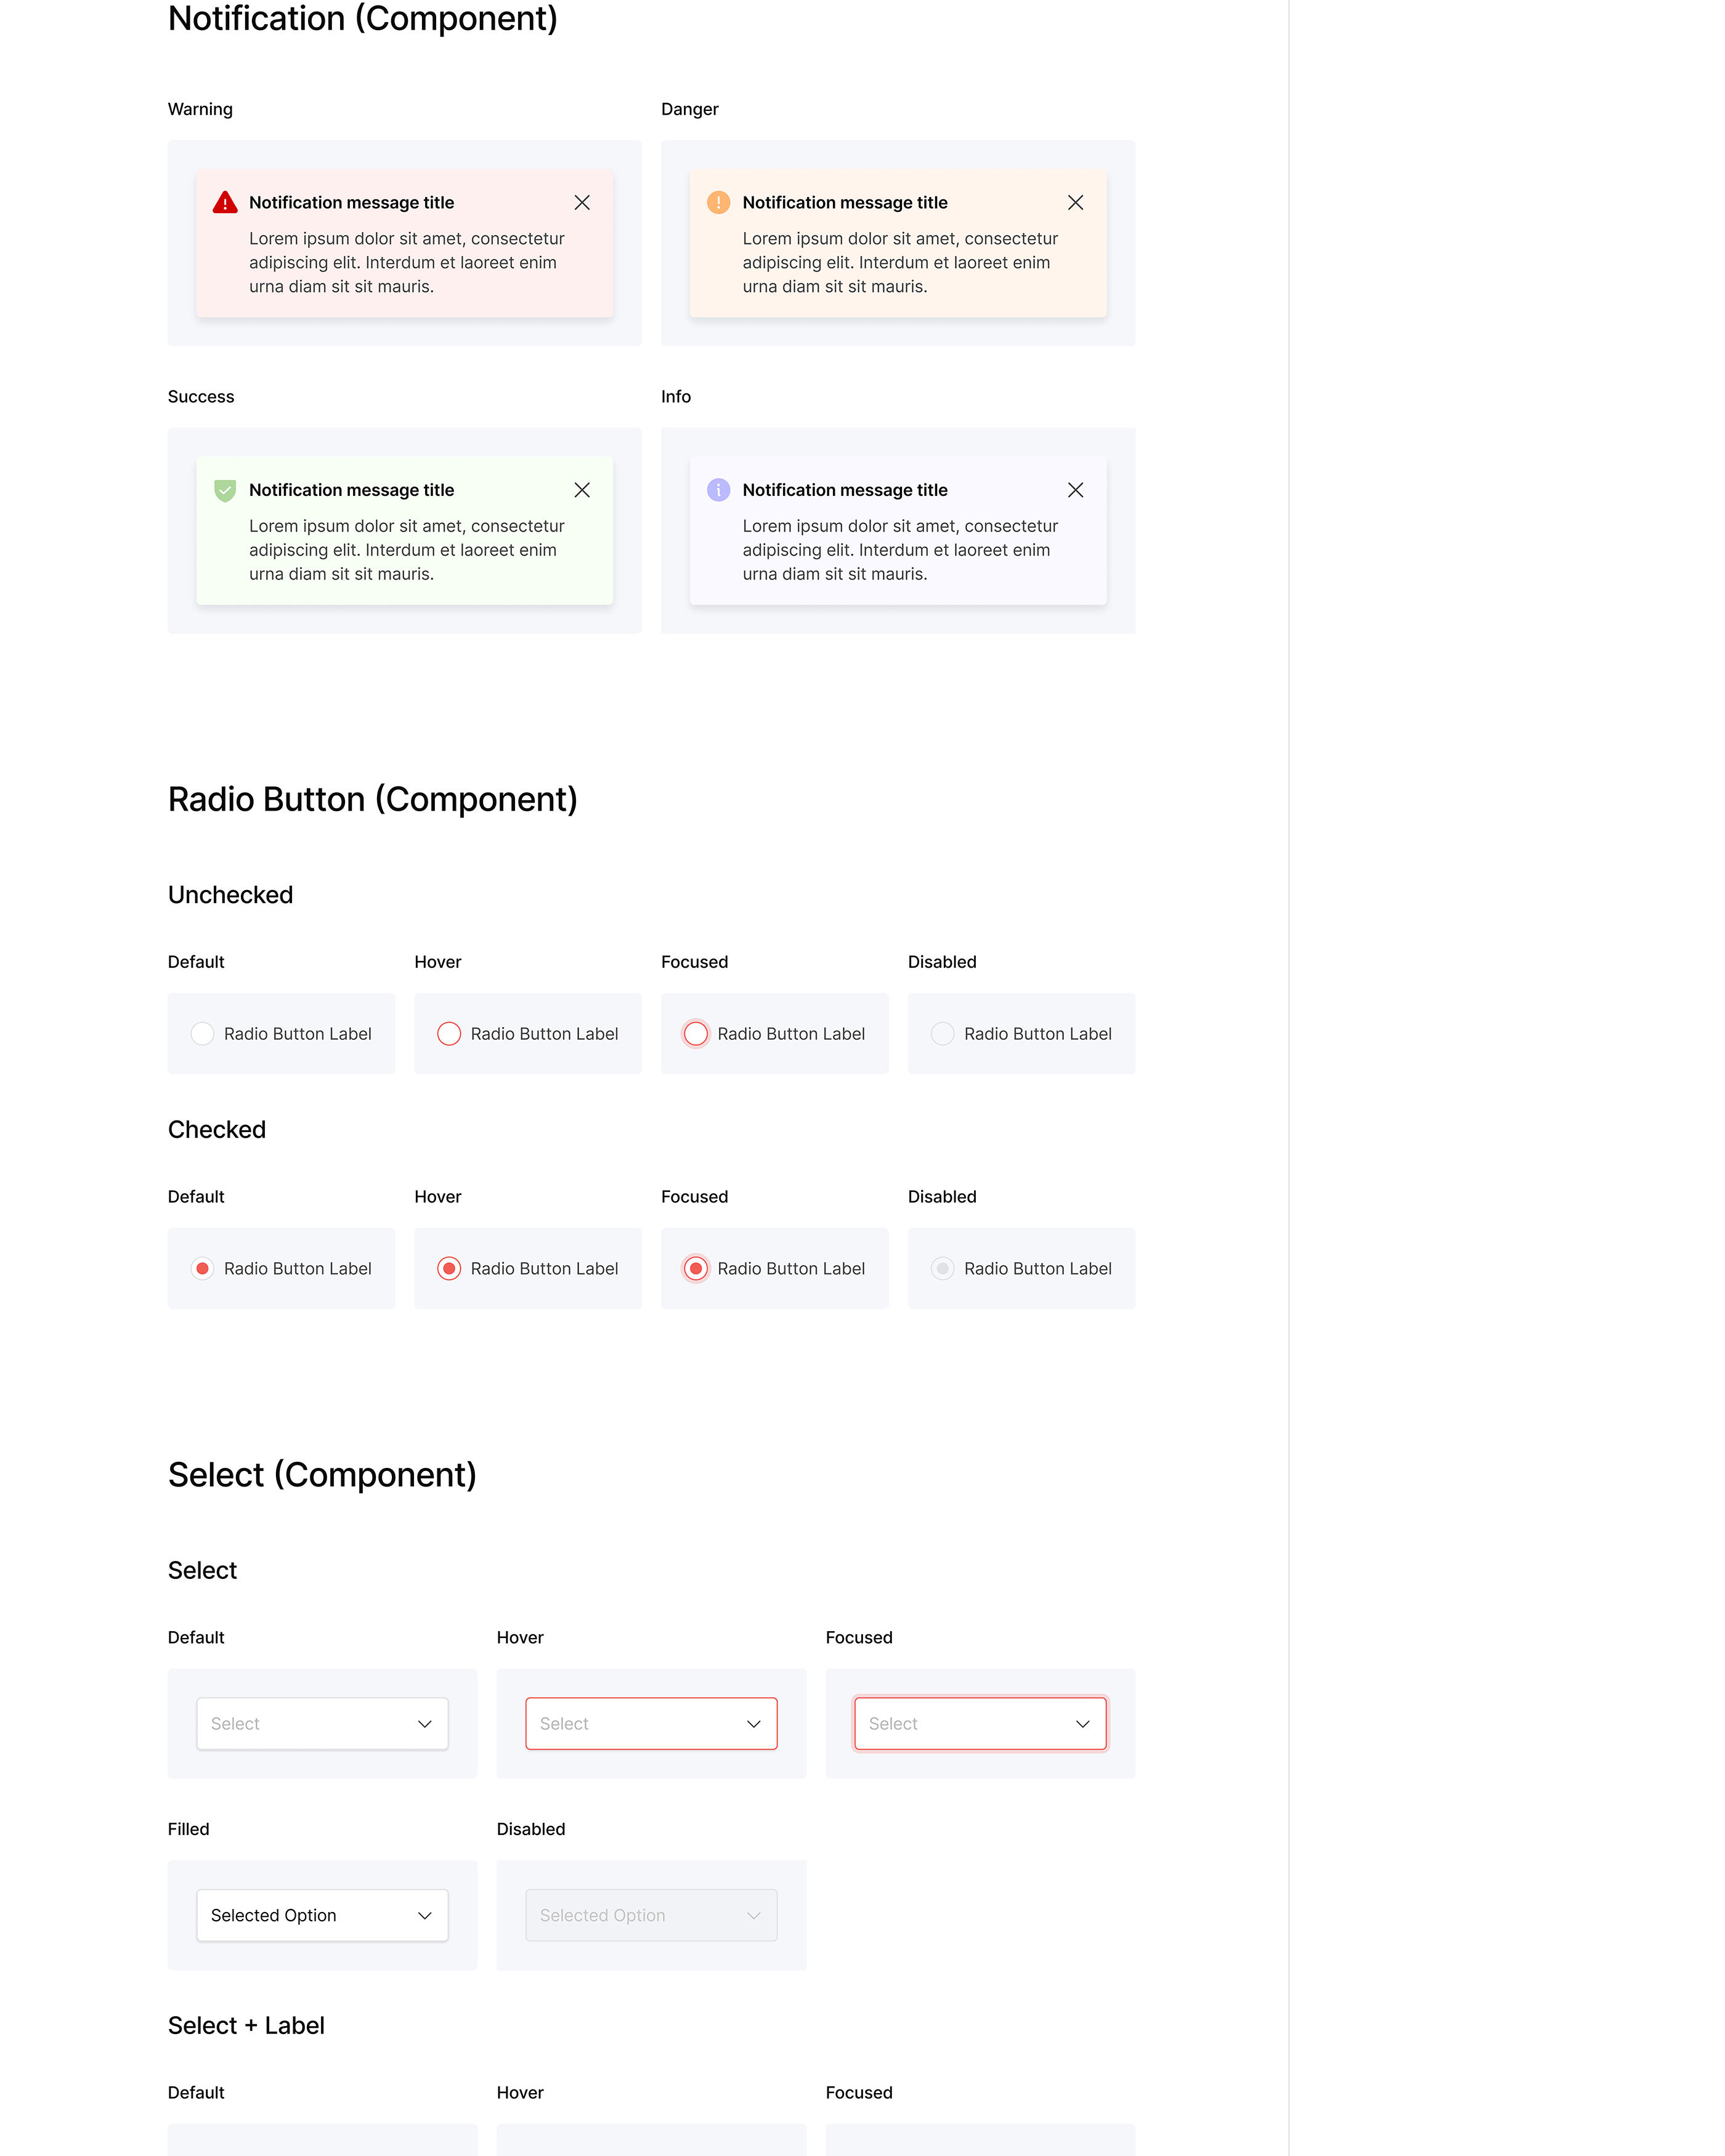 Notification (Component)
Warning
Danger
Notification message title
Lorem ipsum dolor sit amet, consectetur
adipiscing elit. Interdum et laoreet enim
urna diam sit sit mauris.
Notification message title
Lorem ipsum dolor sit amet, consectetur
adipiscing elit. Interdum et laoreet enim
urna diam sit sit mauris.
Success
Info
Notification message title
Lorem ipsum dolor sit amet, consectetur
adipiscing elit. Interdum et laoreet enim
urna diam sit sit mauris.
Notification message title
Lorem ipsum dolor sit amet, consectetur
adipiscing elit. Interdum et laoreet enim
urna diam sit sit mauris.
Radio Button (Component)
Unchecked
Default
Hover
Focused
Disabled
Radio Button Label
Radio Button Label
Radio Button Label
Radio Button Label
Checked
Default
Hover
Focused
Disabled
Radio Button Label
Radio Button Label
Radio Button Label
Radio Button Label
Select (Component)
Select
Default
Hover
Focused
Select
Select
Select
Filled
Disabled
Selected Option
Selected Option
Select + Label
Default
Hover
Focused